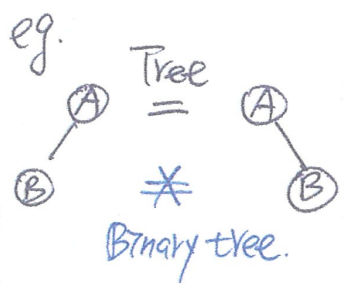 eg.
Tree
A = A
B ≠ B
Binary tree.